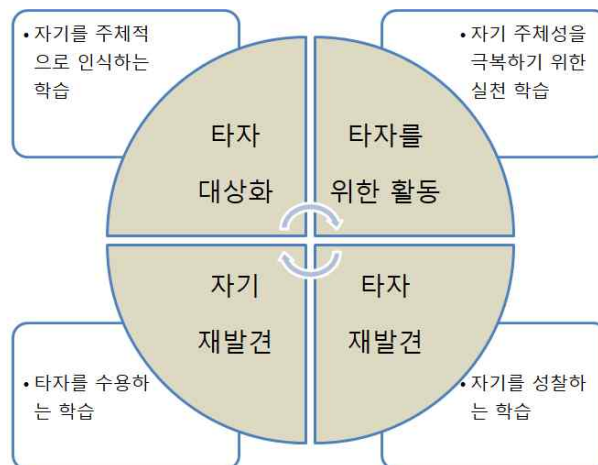 • 자기를 주체적
으로 인식하는
학습
• 자기 주체성을
극복하기 위한
실천 학습
타자
대상화
타자를
위한 활동
자기
재발견
타자
재발견
• 타자를 수용하
는 학습
• 자기를 성찰하
는 학습